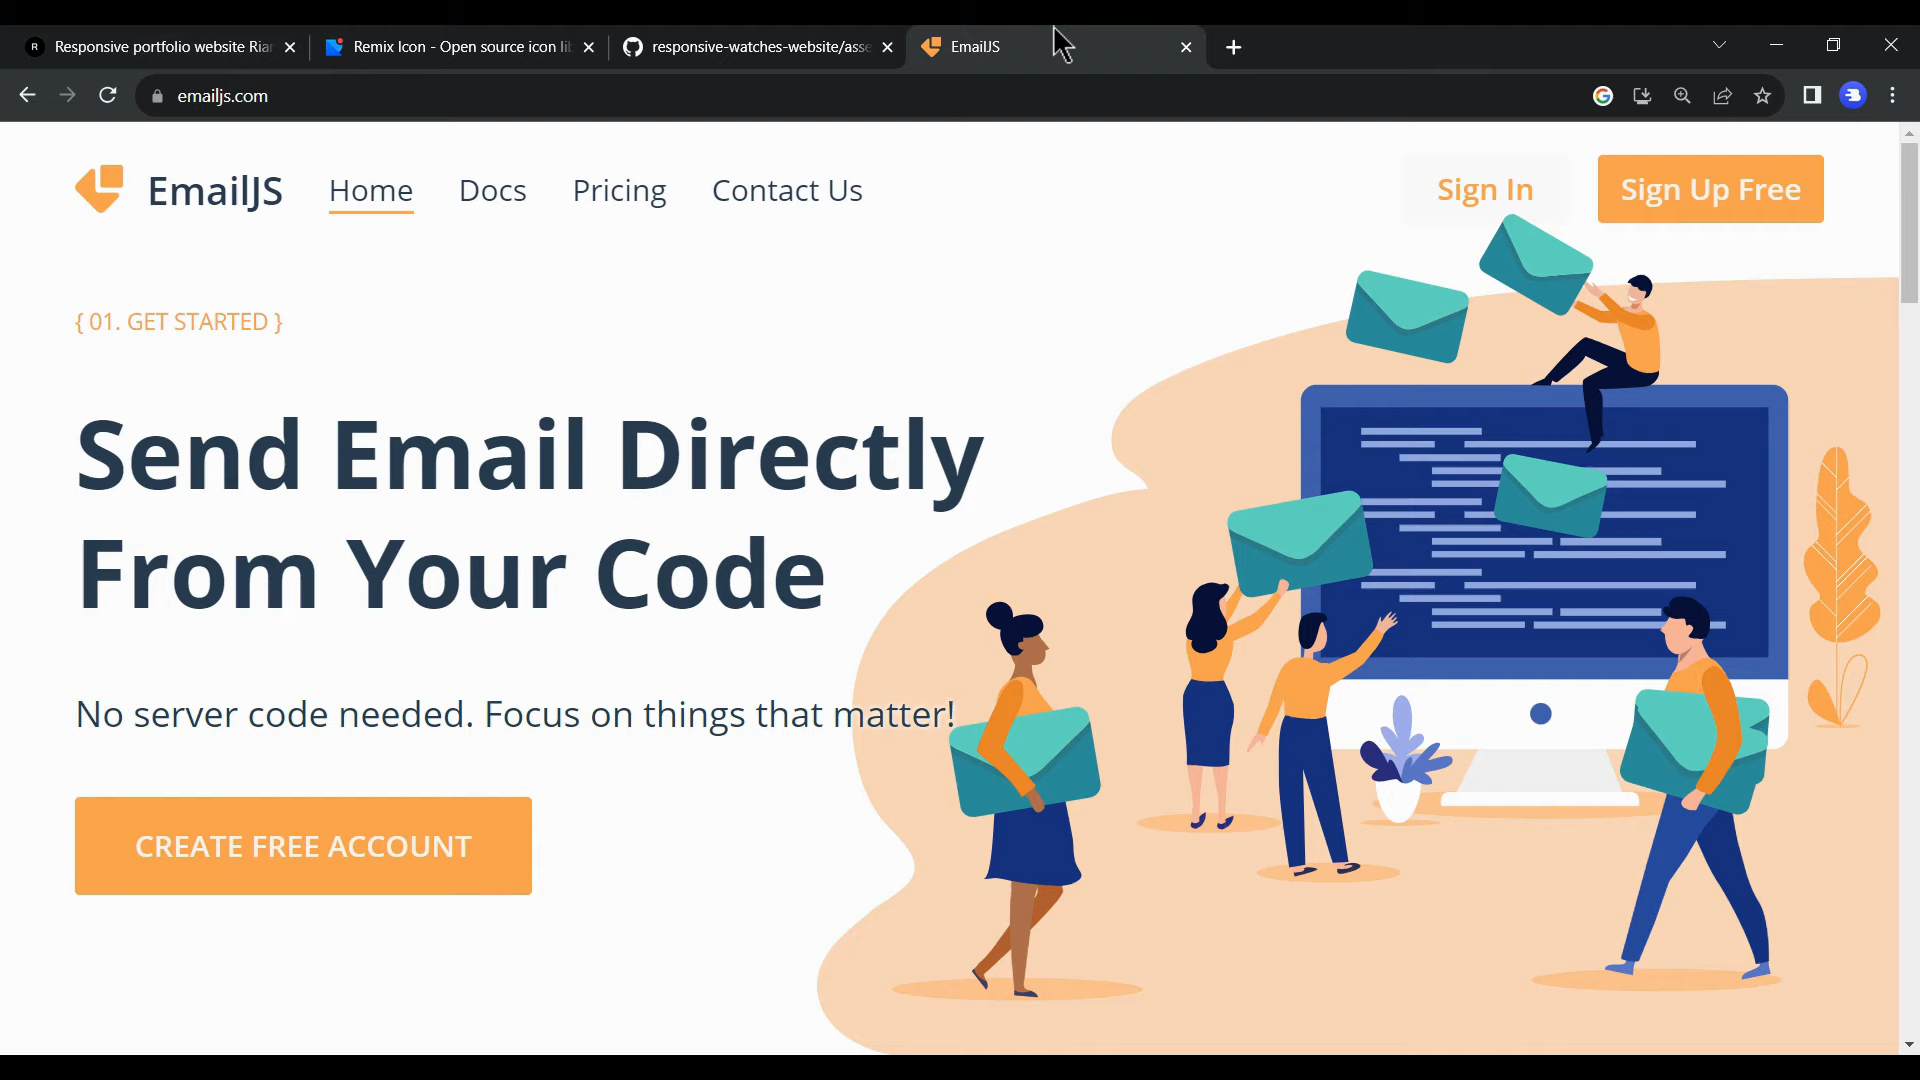 R Responsive portfolio website Ria
Remix Icon - Open source icon li
responsive-watches-website/asse
EmailJS
emailjs.com
EmailJS
Home
Docs
Pricing
Contact Us
Sign In
Sign Up Free
{ 01. GET STARTED }
Send Email Directly
From Your Code
No server code needed. Focus on things that matter!
CREATE FREE ACCOUNT